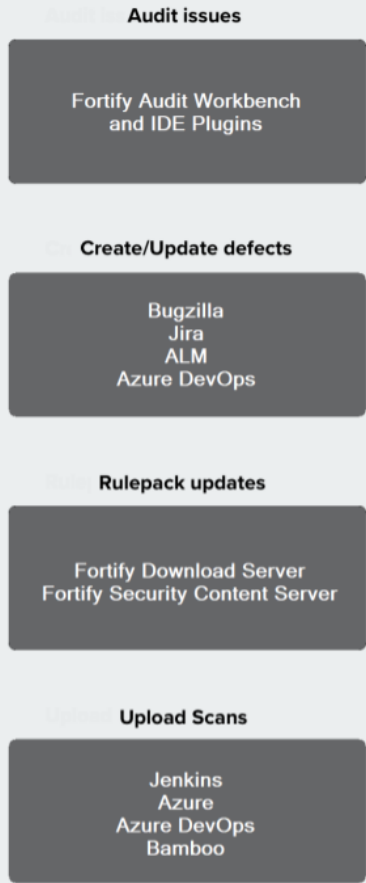 Audit issues
Fortify Audit Workbench
and IDE Plugins
Create/Update defects
Bugzilla
Jira
ALM
Azure DevOps
Rulepack updates
Fortify Download Server
Fortify Security Content Server
Upload Scans
Jenkins
Azure
Azure DevOps
Bamboo